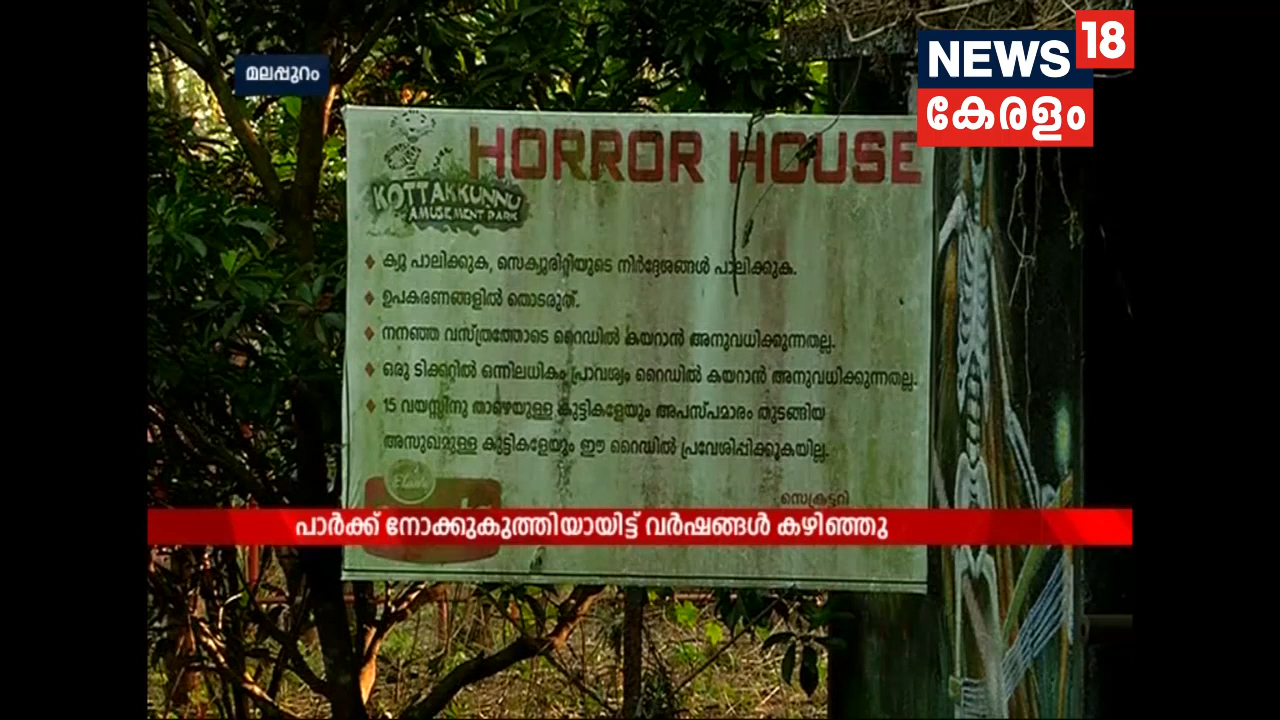 NEWS 18
കേരളം
മലപ്പുറം
HORROR HOUSE
KOTTAKKUNNU
AMUSEMENT PARK
ക്യൂ പാലിക്കുക, സെക്യൂരിറ്റിയുടെ നിർദ്ദേശങ്ങൾ പാലിക്കുക.
ഉപകരണങ്ങളിൽ തൊടരുത്.
നനഞ്ഞ വസ്ത്രത്തോടെ റൈഡിൽ കയറാൻ അനുവധിക്കുന്നതല്ല.
ഒരു ടിക്കറ്റിൽ ഒന്നിലധികം പ്രാവശ്യം റൈഡിൽ കയറാൻ അനുവധിക്കുന്നതല്ല.
15 വയസ്സിനു താഴെയുള്ള കുട്ടികളേയും അപസ്പമാരം തുടങ്ങിയ
അസുഖമുള്ള കുട്ടികളേയും ഈ റൈഡിൽ പ്രവേശിപ്പിക്കുകയില്ല.
സെക്രട്ടറി
പാർക്ക് നോക്കുകുത്തിയായിട്ട് വർഷങ്ങൾ കഴിഞ്ഞു